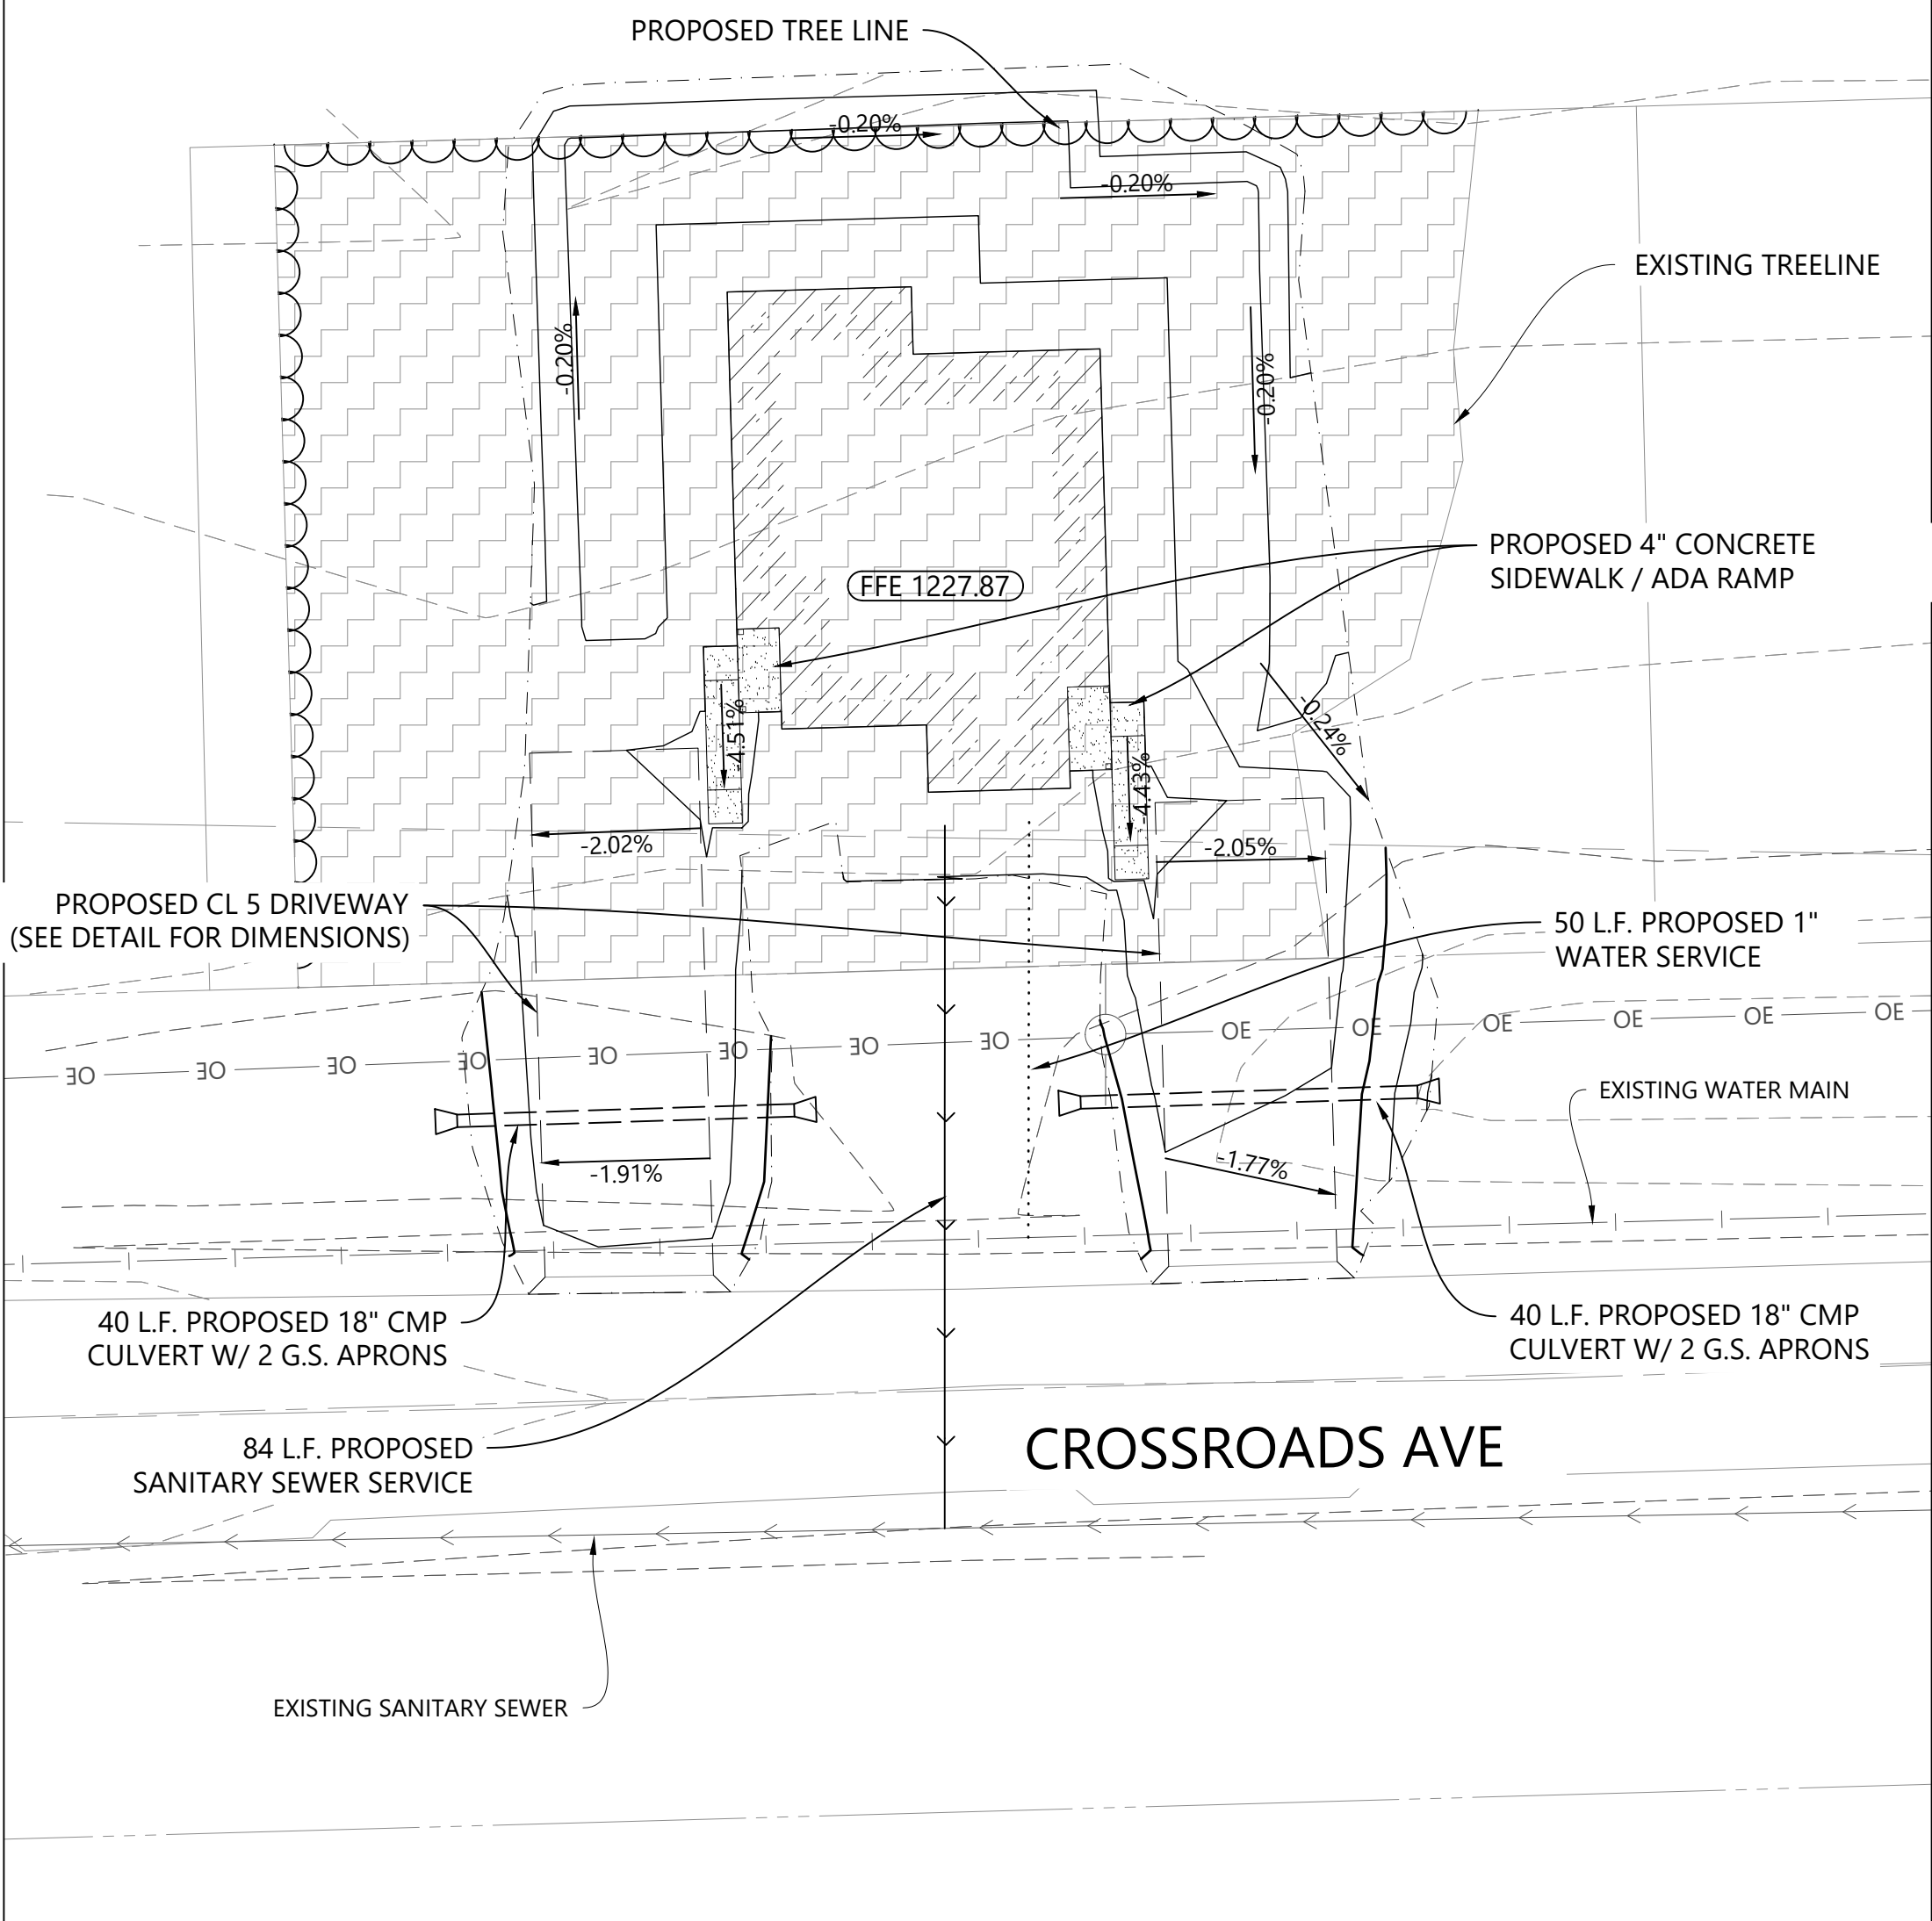 PROPOSED TREE LINE
-0.20%
-0.20%
EXISTING TREELINE
-0.20%
-0.20%
PROPOSED 4" CONCRETE
SIDEWALK / ADA RAMP
FFE 1227.87
-4.51%
-0.24%
-4.43%
-2.02%
-2.05%
PROPOSED CL 5 DRIVEWAY
(SEE DETAIL FOR DIMENSIONS)
50 L.F. PROPOSED 1"
WATER SERVICE
OE OE OE OE OE OE OE OE OE OE OE OE OE OE
EXISTING WATER MAIN
-1.91%
-1.77%
40 L.F. PROPOSED 18" CMP
CULVERT W/ 2 G.S. APRONS
40 L.F. PROPOSED 18" CMP
CULVERT W/ 2 G.S. APRONS
84 L.F. PROPOSED
SANITARY SEWER SERVICE
CROSSROADS AVE
EXISTING SANITARY SEWER